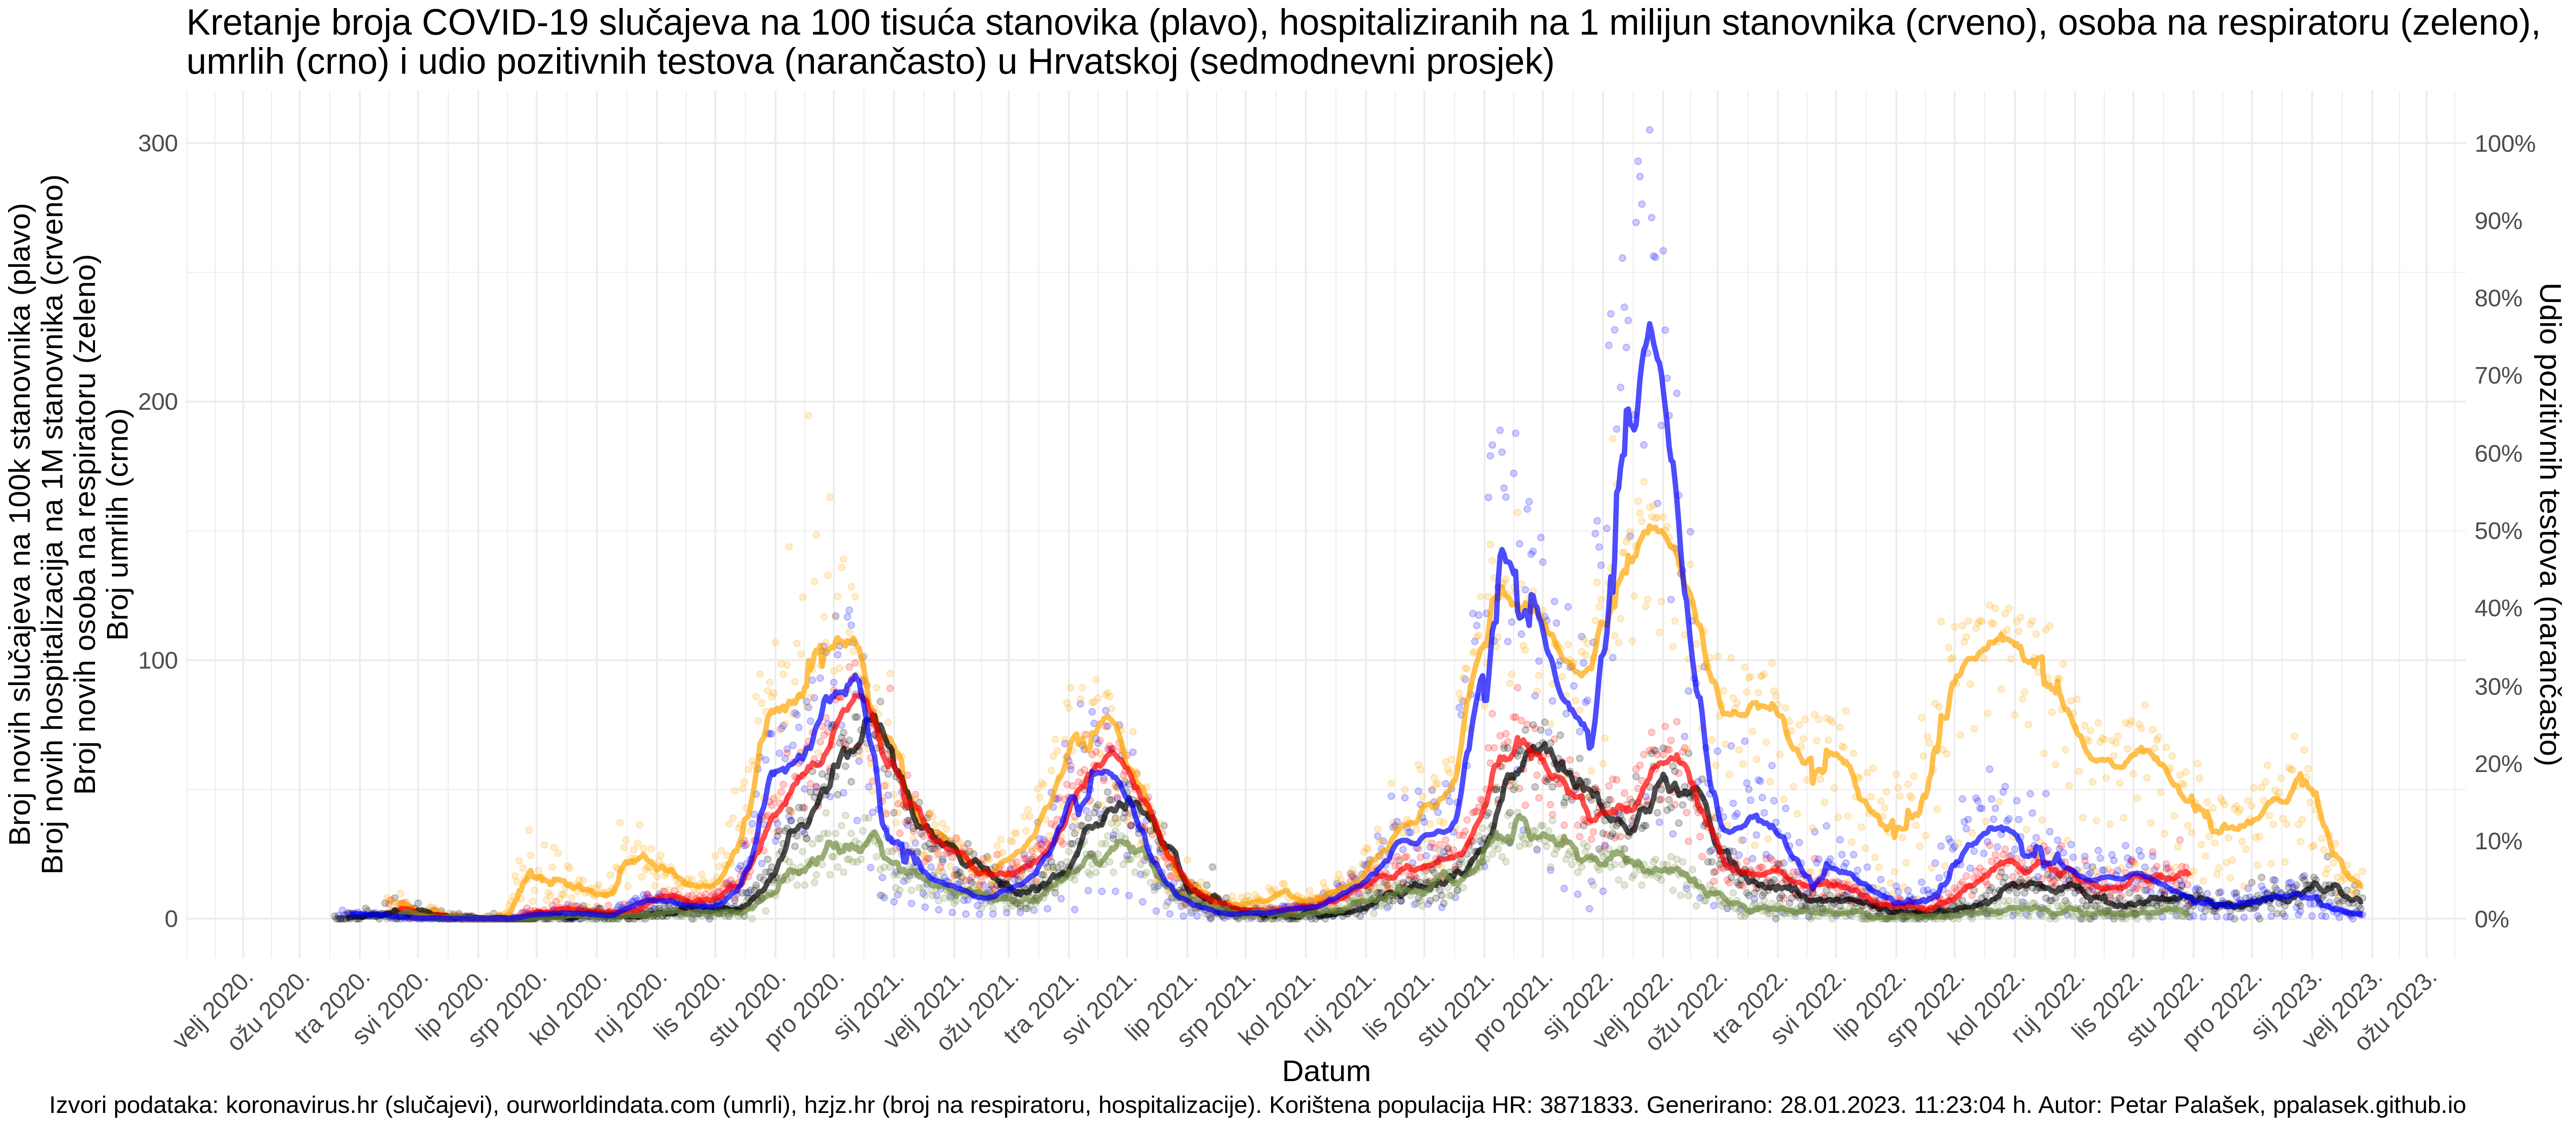 Kretanje broja COVID-19 slučajeva na 100 tisuća stanovika (plavo), hospitaliziranih na 1 milijun stanovnika (crveno), osoba na respiratoru (zeleno),
umrlih (crno) i udio pozitivnih testova (narančasto) u Hrvatskoj (sedmodnevni prosjek)
Broj novih slučajeva na 100k stanovnika (plavo)
Broj novih hospitalizacija na 1M stanovnika (crveno)
Broj novih osoba na respiratoru (zeleno)
Broj umrlih (crno)
300
200
100
0
100%
90%
80%
70%
60%
50%
40%
30%
20%
10%
0%
Udio pozitivnih testova (narančasto)
velj 2020.
ožu 2020.
tra 2020.
svi 2020.
lip 2020.
srp 2020.
kol 2020.
ruj 2020.
lis 2020.
stu 2020.
pro 2020.
sij 2021.
velj 2021.
ožu 2021.
tra 2021.
svi 2021.
lip 2021.
srp 2021.
kol 2021.
ruj 2021.
lis 2021.
stu 2021.
pro 2021.
sij 2022.
velj 2022.
ožu 2022.
tra 2022.
svi 2022.
lip 2022.
srp 2022.
kol 2022.
ruj 2022.
lis 2022.
stu 2022.
pro 2022.
sij 2023.
velj 2023.
ožu 2023.
Datum
Izvori podataka: koronavirus.hr (slučajevi), ourworldindata.com (umrli), hzjz.hr (broj na respiratoru, hospitalizacije). Korištena populacija HR: 3871833. Generirano: 28.01.2023. 11:23:04 h. Autor: Petar Palašek, ppalasek.github.io